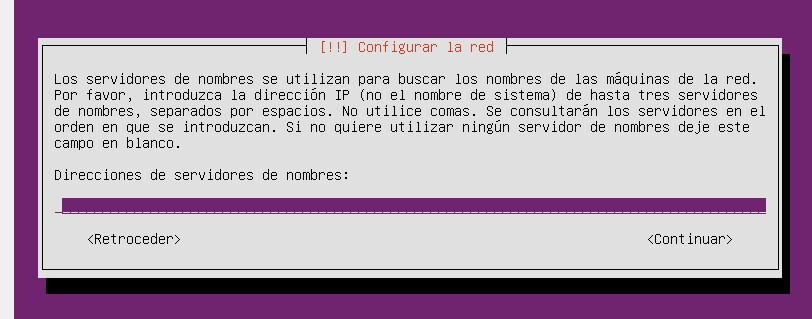 [!!] Configurar la red
Los servidores de nombres se utilizan para buscar los nombres de las máquinas de la red.
Por favor, introduzca la dirección IP (no el nombre de sistema) de hasta tres servidores
de nombres, separados por espacios. No utilice comas. Se consultarán los servidores en el
orden en que se introduzcan. Si no quiere utilizar ningún servidor de nombres deje este
campo en blanco.
Direcciones de servidores de nombres:
<Retroceder> <Continuar>